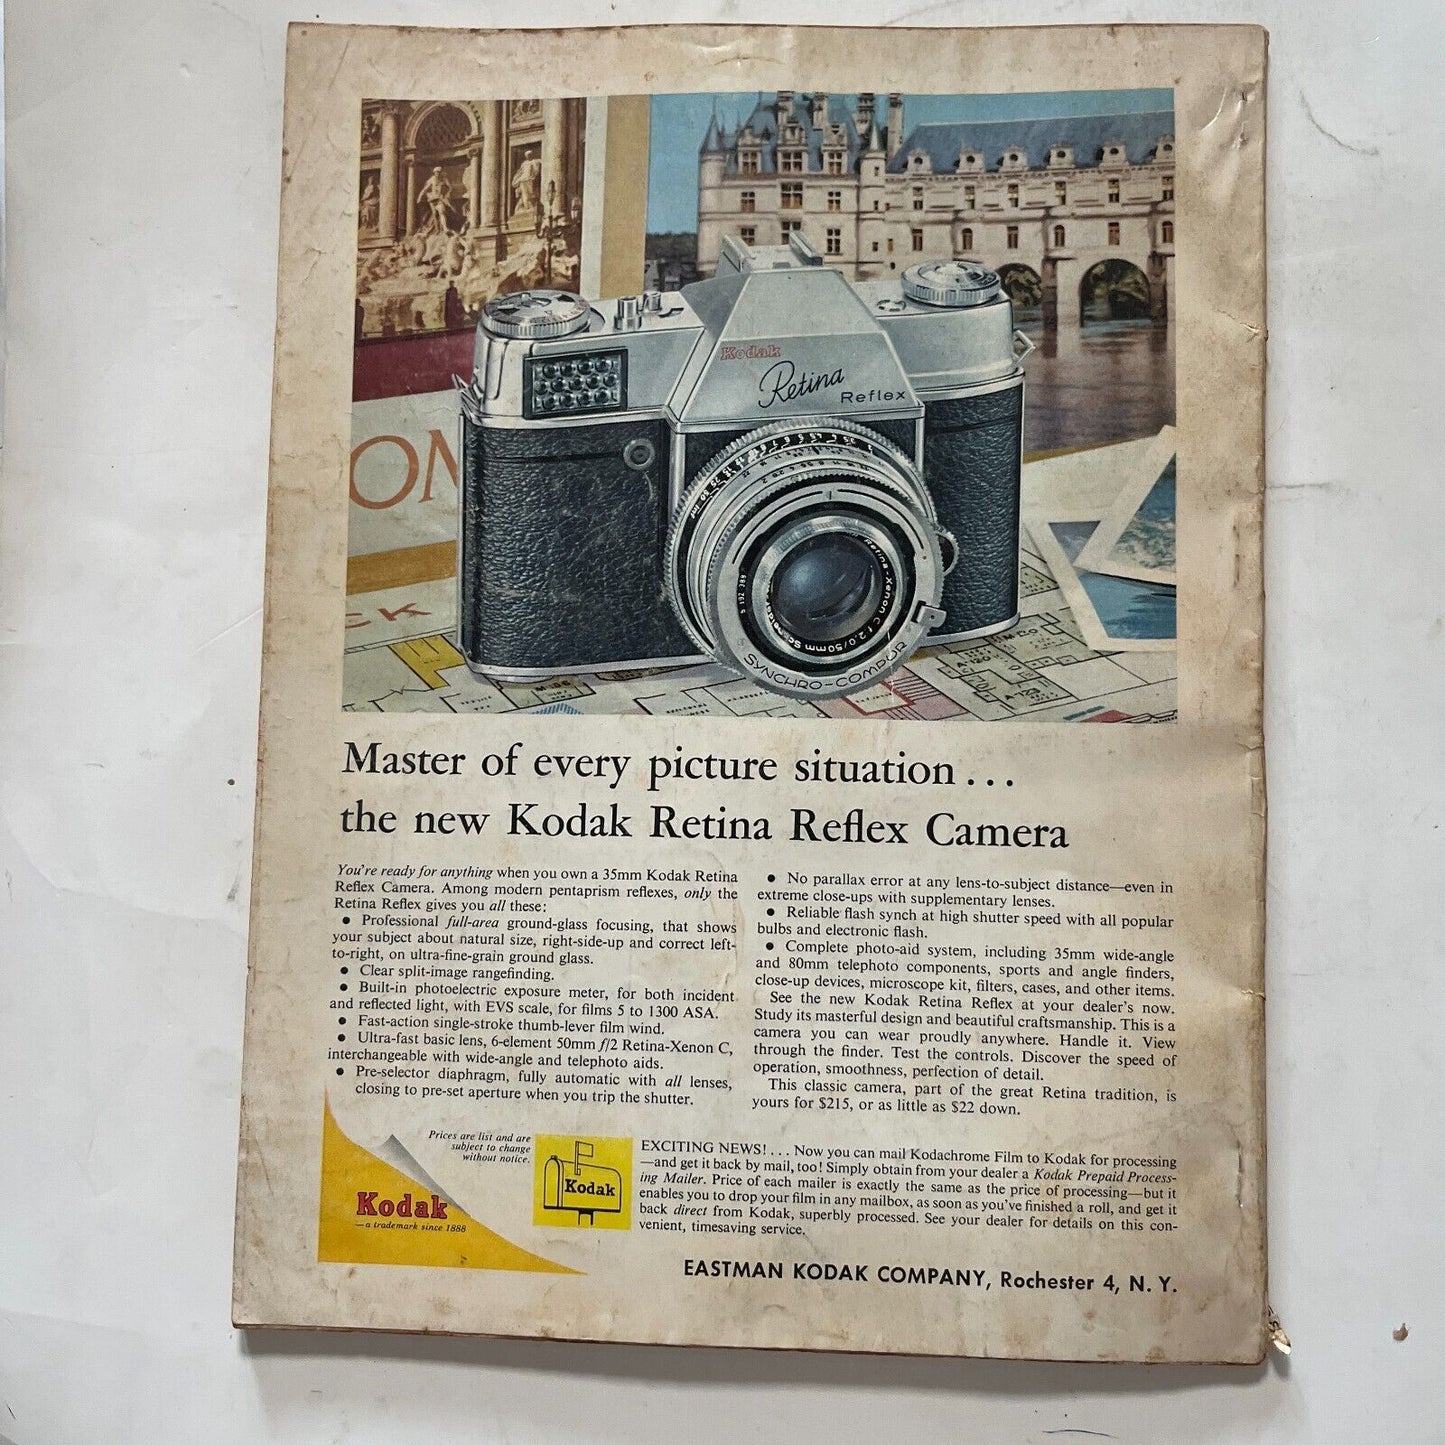 OM
CK
Kodak
Retina
Reflex
Retina-Xenon C f:2.0/50mm
SYNCHRO-COMPUR
M-96
A-120
A-123
Master of every picture situation . . .
the new Kodak Retina Reflex Camera
You're ready for anything when you own a 35mm Kodak Retina
Reflex Camera. Among modern pentaprism reflexes, only the
Retina Reflex gives you all these:
• Professional full-area ground-glass focusing, that shows
your subject about natural size, right-side-up and correct left-
to-right, on ultra-fine-grain ground glass.
• Clear split-image rangefinding.
• Built-in photoelectric exposure meter, for both incident
and reflected light, with EVS scale, for films 5 to 1300 ASA.
• Fast-action single-stroke thumb-lever film wind.
• Ultra-fast basic lens, 6-element 50mm f/2 Retina-Xenon C,
interchangeable with wide-angle and telephoto aids.
• Pre-selector diaphragm, fully automatic with all lenses,
closing to pre-set aperture when you trip the shutter.
• No parallax error at any lens-to-subject distance—even in
extreme close-ups with supplementary lenses.
• Reliable flash synch at high shutter speed with all popular
bulbs and electronic flash.
• Complete photo-aid system, including 35mm wide-angle
and 80mm telephoto components, sports and angle finders,
close-up devices, microscope kit, filters, cases, and other items.
See the new Kodak Retina Reflex at your dealer's now.
Study its masterful design and beautiful craftsmanship. This is a
camera you can wear proudly anywhere. Handle it. View
through the finder. Test the controls. Discover the speed of
operation, smoothness, perfection of detail.
This classic camera, part of the great Retina tradition, is
yours for $215, or as little as $22 down.
Prices are list and are
subject to change
without notice.
Kodak
—a trademark since 1888
Kodak
EXCITING NEWS! . . . Now you can mail Kodachrome Film to Kodak for processing
—and get it back by mail, too! Simply obtain from your dealer a Kodak Prepaid Process-
ing Mailer. Price of each mailer is exactly the same as the price of processing—but it
enables you to drop your film in any mailbox, as soon as you've finished a roll, and get it
back direct from Kodak, superbly processed. See your dealer for details on this con-
venient, timesaving service.
EASTMAN KODAK COMPANY, Rochester 4, N. Y.